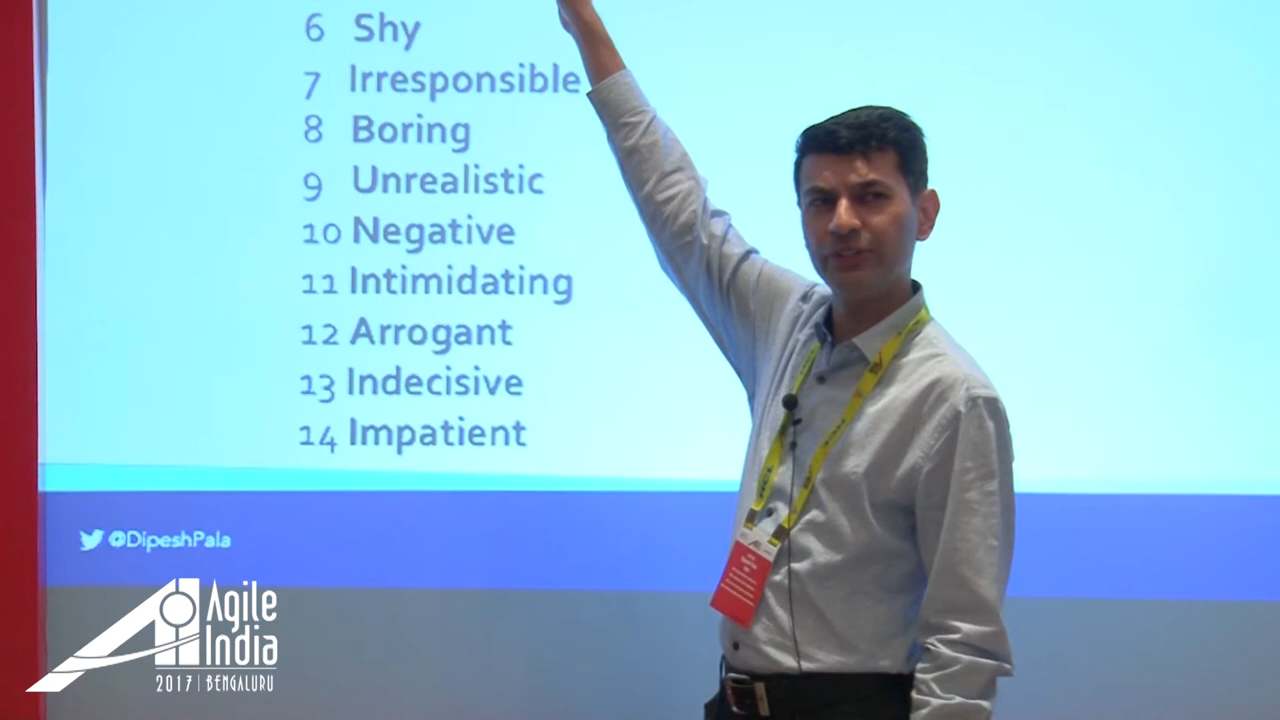 6 Shy
7 Irresponsible
8 Boring
9 Unrealistic
10 Negative
11 Intimidating
12 Arrogant
13 Indecisive
14 Impatient
@DipeshPala
Agile
India
2017 | BENGALURU
HCL